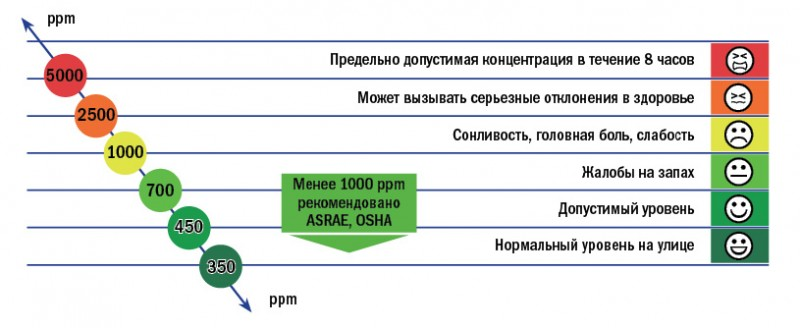 ppm
Предельно допустимая концентрация в течение 8 часов
5000
Может вызывать серьезные отклонения в здоровье
2500
Сонливость, головная боль, слабость
1000
Жалобы на запах
700
Менее 1000 ppm
рекомендовано
ASRAE, OSHA
Допустимый уровень
450
Нормальный уровень на улице
350
ppm